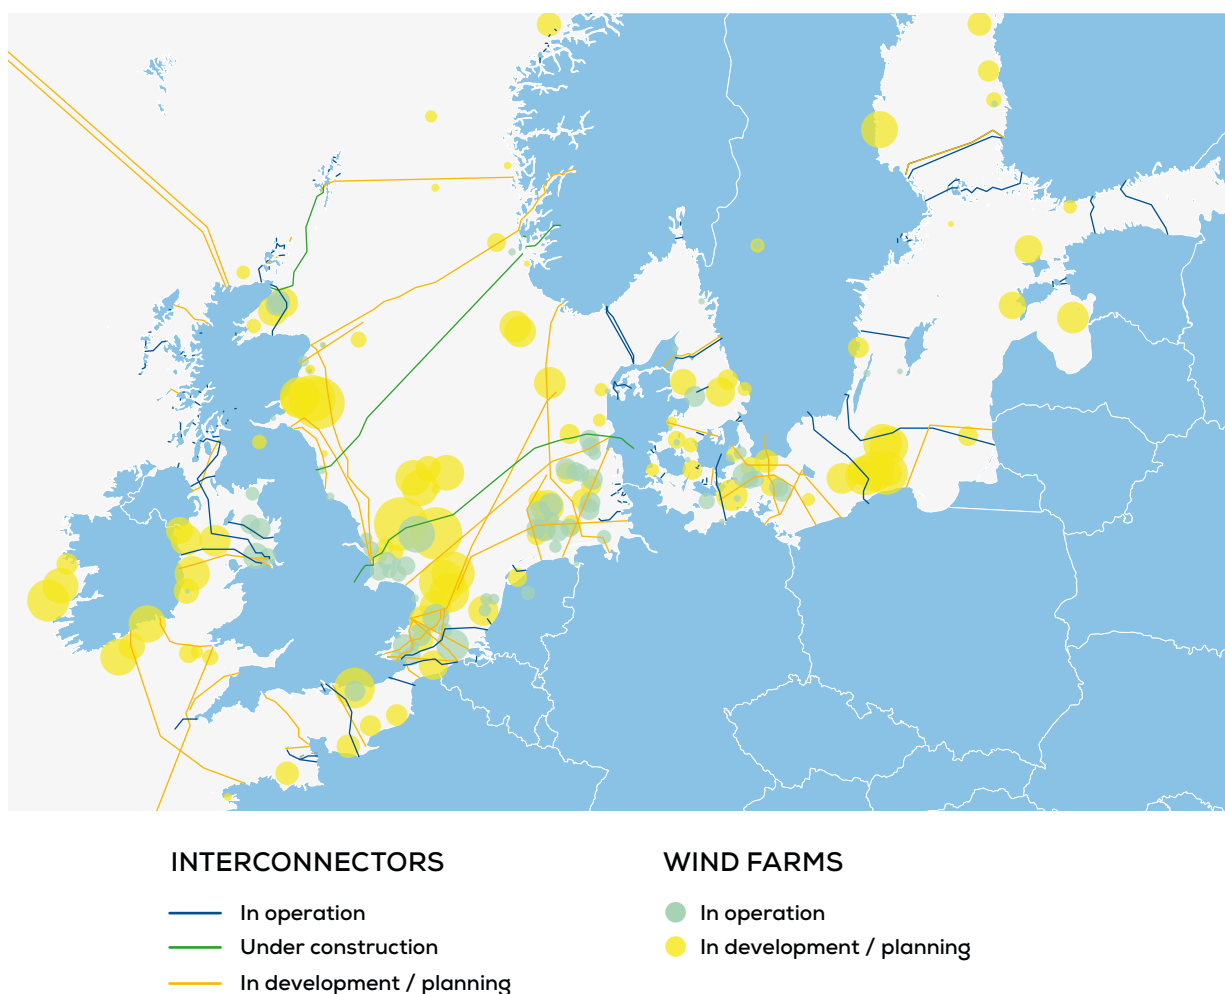 INTERCONNECTORS
In operation
Under construction
In development / planning
WIND FARMS
In operation
In development / planning